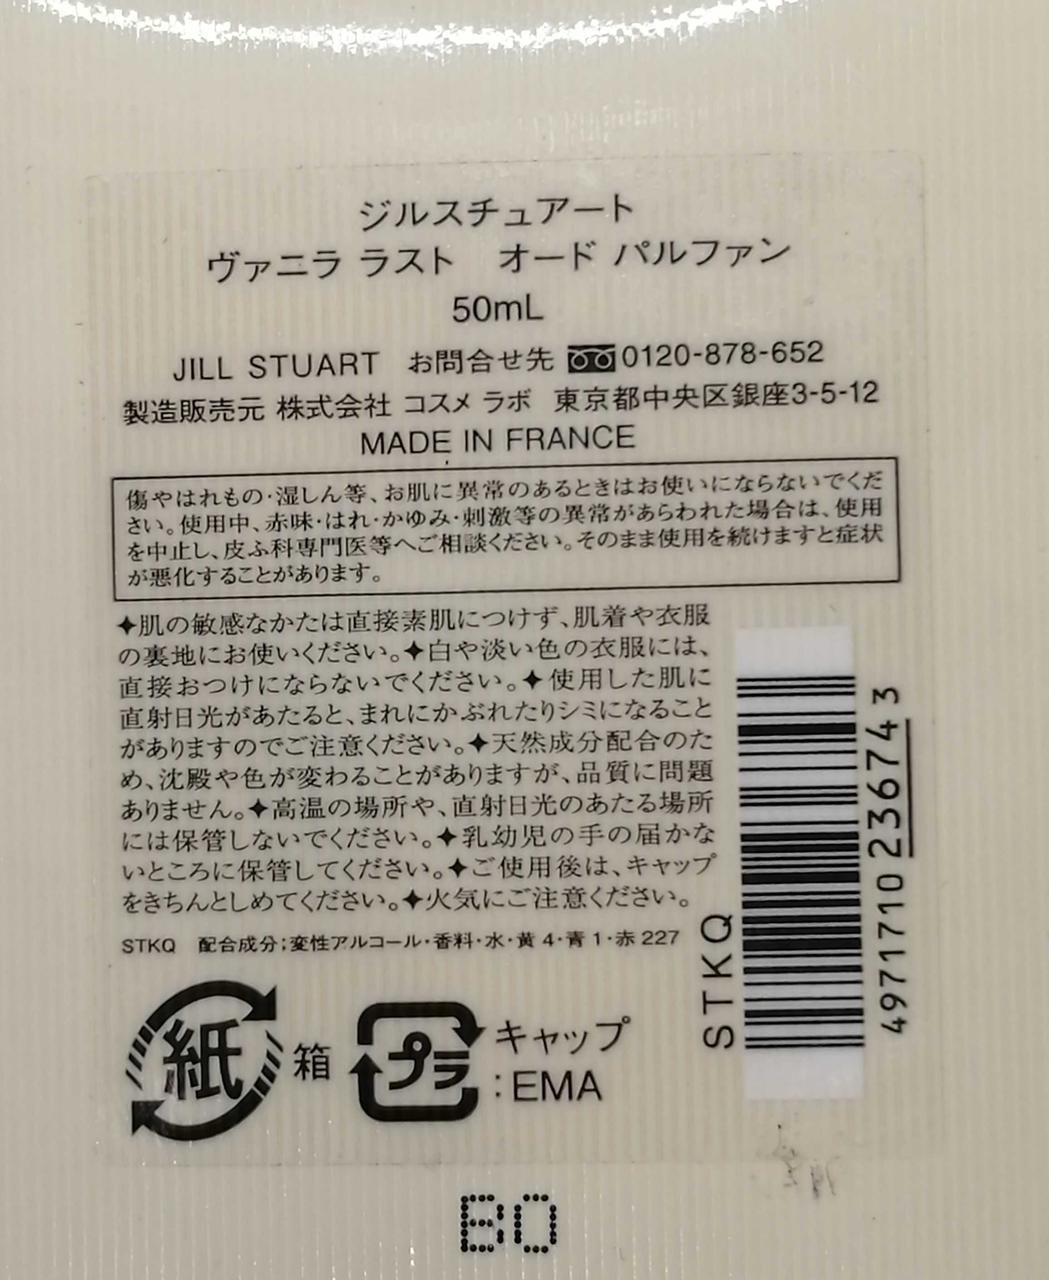 ジルスチュアート
ヴァニラ ラスト　オード パルファン
50mL
JILL STUART　お問合せ先 0120-878-652
製造販売元 株式会社 コスメ ラボ　東京都中央区銀座3-5-12
MADE IN FRANCE
傷やはれもの・湿しん等、お肌に異常のあるときはお使いにならないでくだ
さい。使用中、赤味・はれ・かゆみ・刺激等の異常があらわれた場合は、使用
を中止し、皮ふ科専門医等へご相談ください。そのまま使用を続けますと症状
が悪化することがあります。
✦肌の敏感なかたは直接素肌につけず、肌着や衣服
の裏地にお使いください。✦白や淡い色の衣服には、
直接おつけにならないでください。✦使用した肌に
直射日光があたると、まれにかぶれたりシミになること
がありますのでご注意ください。✦天然成分配合のた
め、沈殿や色が変わることがありますが、品質に問題
ありません。✦高温の場所や、直射日光のあたる場所
には保管しないでください。✦乳幼児の手の届かな
いところに保管してください。✦ご使用後は、キャップ
をきちんとしめてください。✦火気にご注意ください。
STKQ　配合成分;変性アルコール・香料・水・黄 4・青 1・赤 227
紙 箱
プラ キャップ
:EMA
STKQ
4971710 23674 3
BO